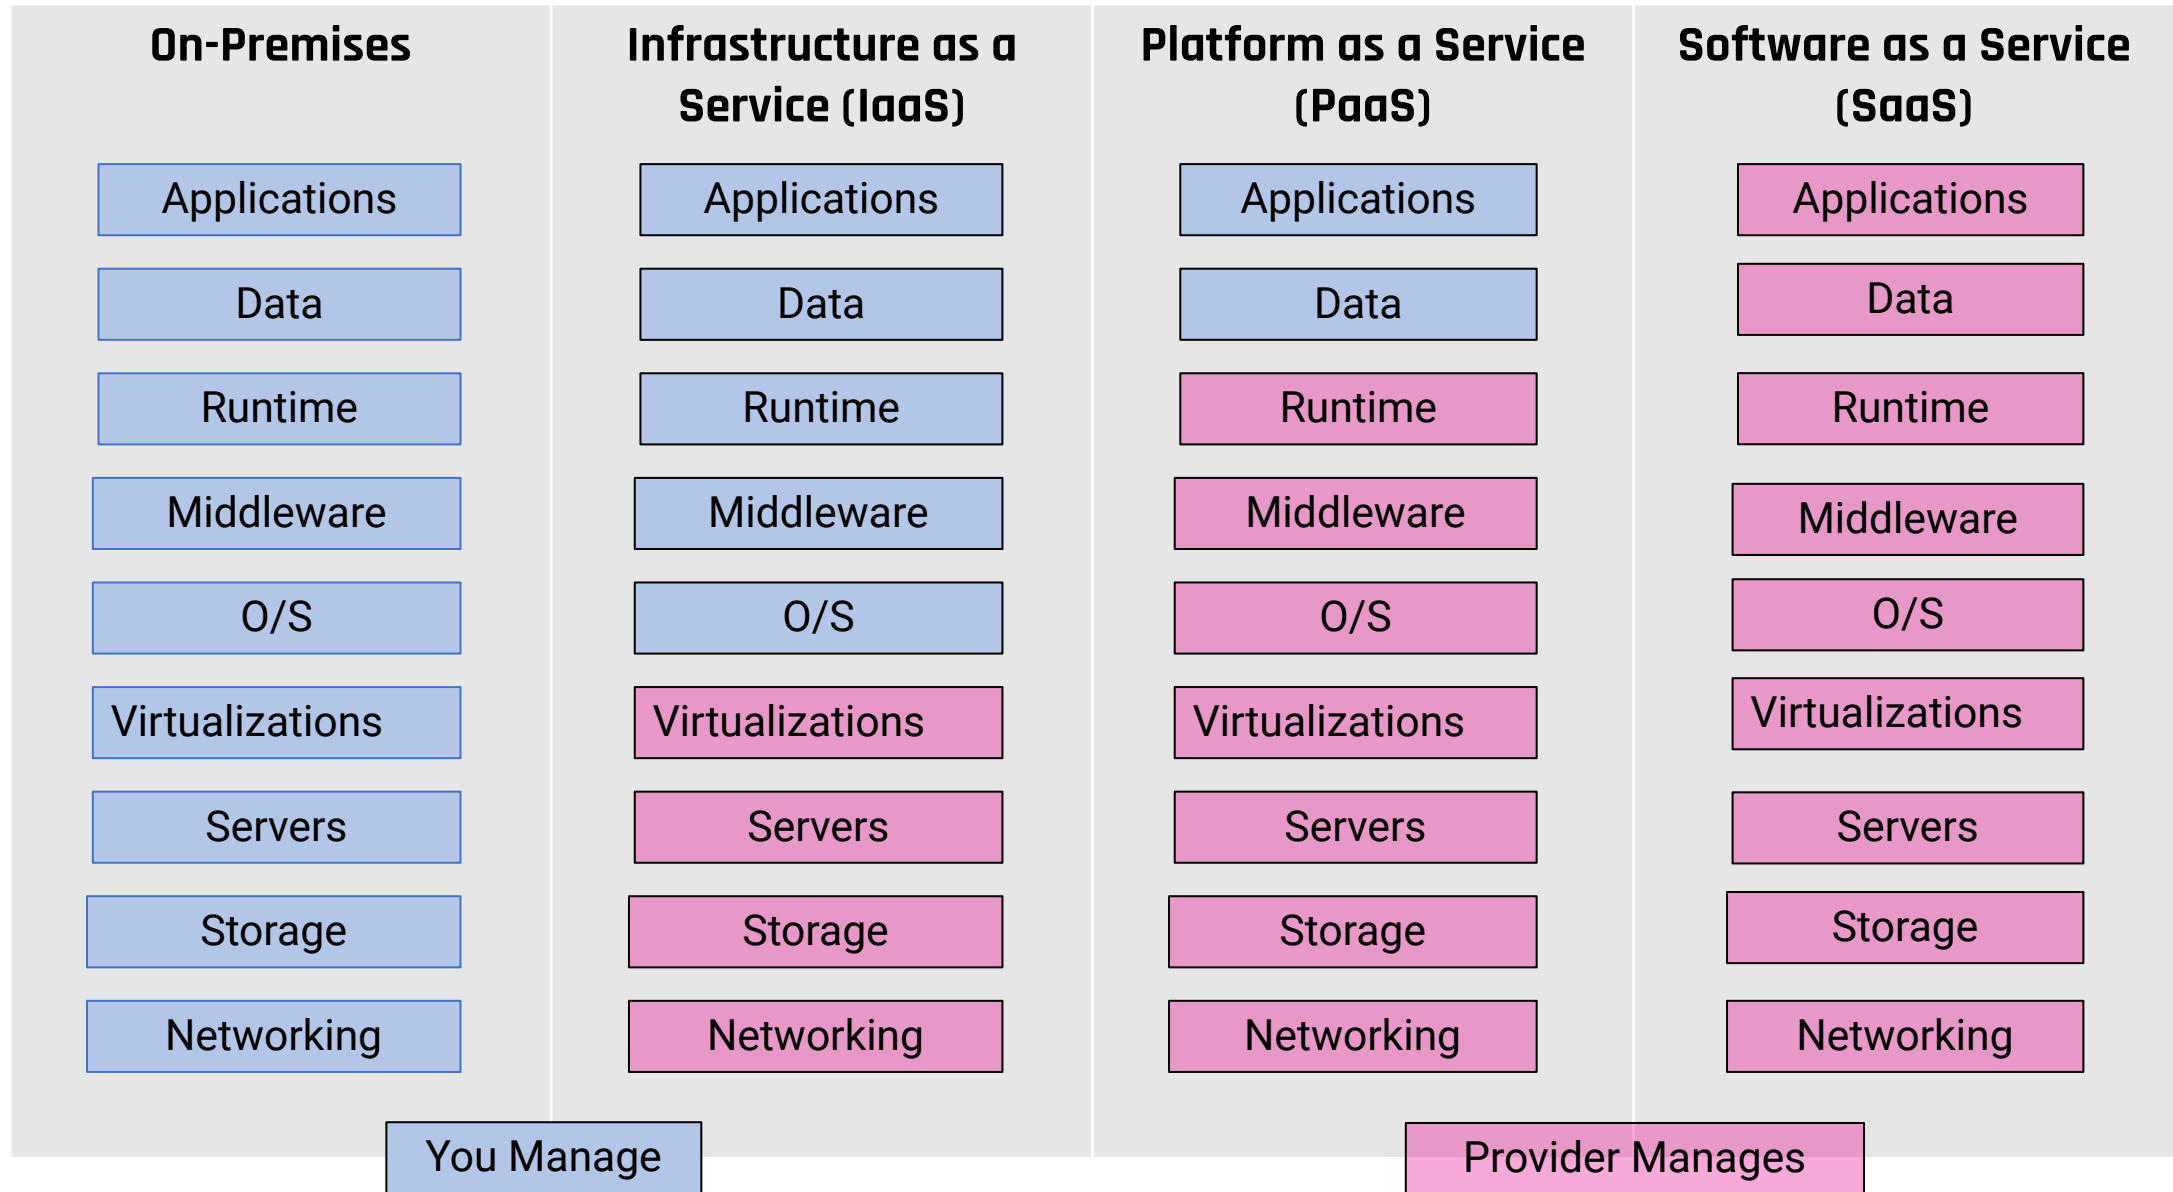 On-Premises
Infrastructure as a
Service (IaaS)
Platform as a Service
(PaaS)
Software as a Service
(SaaS)
Applications
Applications
Applications
Applications
Data
Data
Data
Data
Runtime
Runtime
Runtime
Runtime
Middleware
Middleware
Middleware
Middleware
O/S
O/S
O/S
O/S
Virtualizations
Virtualizations
Virtualizations
Virtualizations
Servers
Servers
Servers
Servers
Storage
Storage
Storage
Storage
Networking
Networking
Networking
Networking
You Manage
Provider Manages